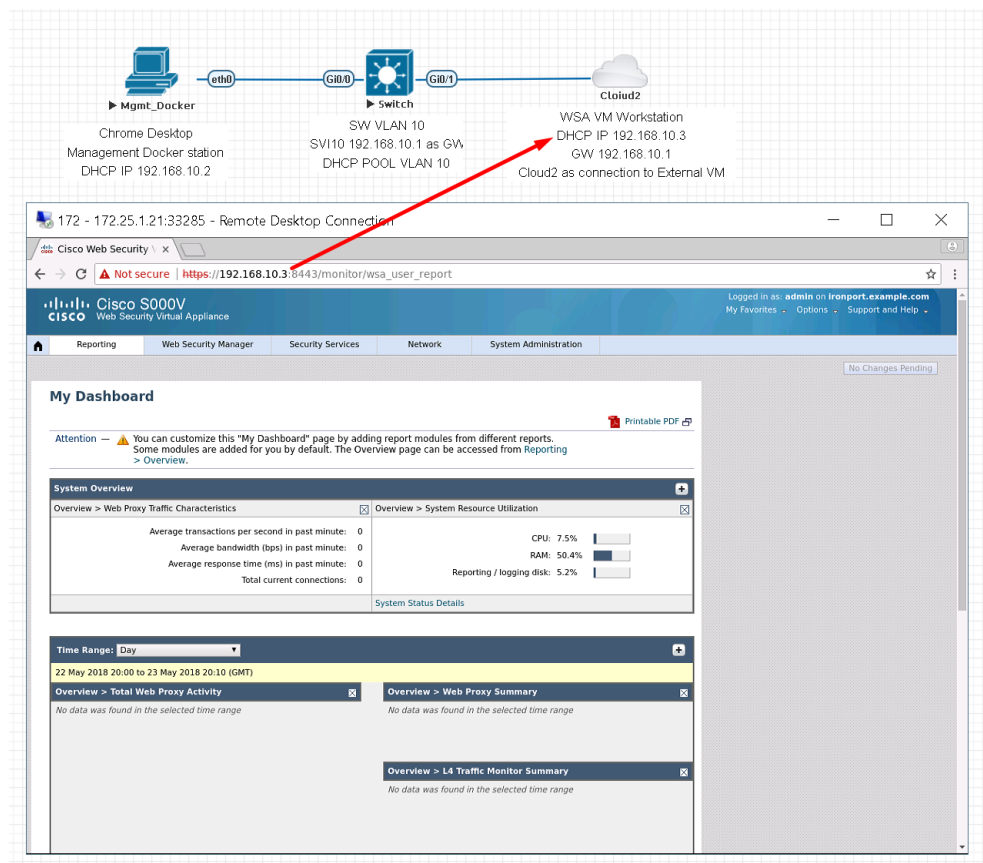 eth0
Gi0/0
Gi0/1
Mgmt_Docker
Switch
Cloiud2
Chrome Desktop
Management Docker station
DHCP IP 192.168.10.2
SW VLAN 10
SVI10 192.168.10.1 as GW
DHCP POOL VLAN 10
WSA VM Workstation
DHCP IP 192.168.10.3
GW 192.168.10.1
Cloud2 as connection to External VM
172 - 172.25.1.21:33285 - Remote Desktop Connection
Cisco Web Security
Not secure | https://192.168.10.3:8443/monitor/wsa_user_report
CISCO
Cisco S000V
Web Security Virtual Appliance
Logged in as: admin on ironport.example.com
My Favorites Options Support and Help
Reporting Web Security Manager Security Services Network System Administration
No Changes Pending
My Dashboard
Printable PDF
Attention — You can customize this "My Dashboard" page by adding report modules from different reports.
Some modules are added for you by default. The Overview page can be accessed from Reporting
> Overview.
System Overview
Overview > Web Proxy Traffic Characteristics
Average transactions per second in past minute: 0
Average bandwidth (bps) in past minute: 0
Average response time (ms) in past minute: 0
Total current connections: 0
Overview > System Resource Utilization
CPU: 7.5%
RAM: 50.4%
Reporting / logging disk: 5.2%
System Status Details
Time Range: Day
22 May 2018 20:00 to 23 May 2018 20:10 (GMT)
Overview > Total Web Proxy Activity
No data was found in the selected time range
Overview > Web Proxy Summary
No data was found in the selected time range
Overview > L4 Traffic Monitor Summary
No data was found in the selected time range